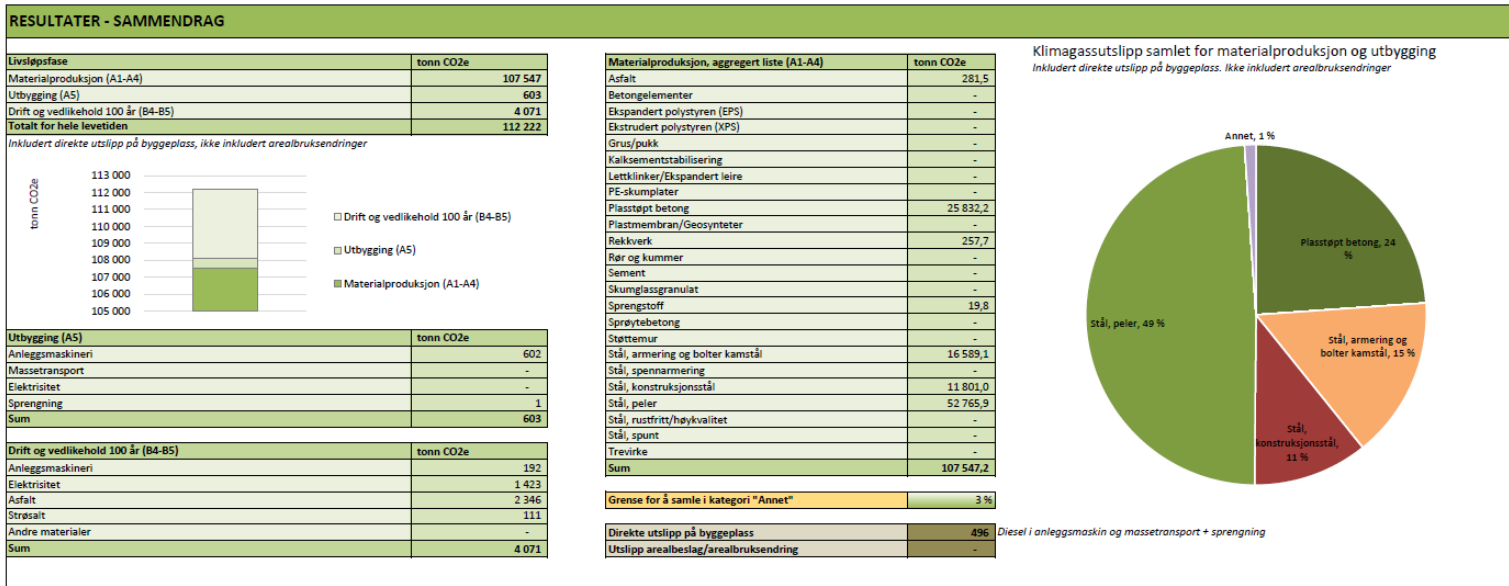 RESULTATER - SAMMENDRAG
Livsløpsfase tonn CO2e
Materialproduksjon (A1-A4) 107 547
Utbygging (A5) 603
Drift og vedlikehold 100 år (B4-B5) 4 071
Totalt for hele levetiden 112 222
Inkludert direkte utslipp på byggeplass, ikke inkludert arealbruksendringer
tonn CO2e
113 000
112 000
111 000
110 000
109 000
108 000
107 000
106 000
105 000
Drift og vedlikehold 100 år (B4-B5)
Utbygging (A5)
Materialproduksjon (A1-A4)
Utbygging (A5) tonn CO2e
Anleggsmaskineri 602
Massetransport -
Elektrisitet -
Sprengning 1
Sum 603
Drift og vedlikehold 100 år (B4-B5) tonn CO2e
Anleggsmaskineri 192
Elektrisitet 1 423
Asfalt 2 346
Strøsalt 111
Andre materialer -
Sum 4 071
Materialproduksjon, aggregert liste (A1-A4) tonn CO2e
Asfalt 281,5
Betongelementer -
Ekspandert polystyren (EPS) -
Ekstrudert polystyren (XPS) -
Grus/pukk -
Kalksementstabilisering -
Lettklinker/Ekspandert leire -
PE-skumplater -
Plasstøpt betong 25 832,2
Plastmembran/Geosynteter -
Rekkverk 257,7
Rør og kummer -
Sement -
Skumglassgranulat -
Sprengstoff 19,8
Sprøytebetong -
Støttemur -
Stål, armering og bolter kamstål 16 589,1
Stål, spennarmering -
Stål, konstruksjonsstål 11 801,0
Stål, peler 52 765,9
Stål, rustfritt/høykvalitet -
Stål, spunt -
Trevirke -
Sum 107 547,2
Grense for å samle i kategori "Annet" 3 %
Direkte utslipp på byggeplass 496 Diesel i anleggsmaskin og massetransport + sprengning
Utslipp arealbeslag/arealbruksendring -
Klimagassutslipp samlet for materialproduksjon og utbygging
Inkludert direkte utslipp på byggeplass. Ikke inkludert arealbruksendringer
Annet, 1 %
Plasstøpt betong, 24
%
Stål, peler, 49 %
Stål, armering og
bolter kamstål, 15 %
Stål,
konstruksjonsstål,
11 %